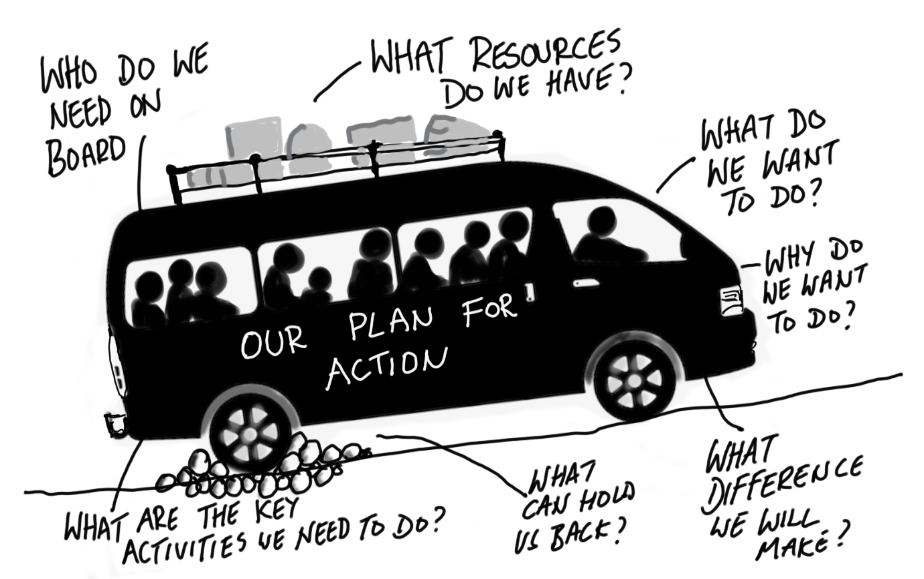 WHO DO WE
NEED ON
BOARD
WHAT RESOURCES
DO WE HAVE?
WHAT DO
WE WANT
TO DO?
WHY DO
WE WANT
TO DO?
OUR PLAN FOR
ACTION
WHAT ARE THE KEY
ACTIVITIES WE NEED TO DO?
WHAT
CAN HOLD
US BACK?
WHAT
DIFFERENCE
WE WILL
MAKE?